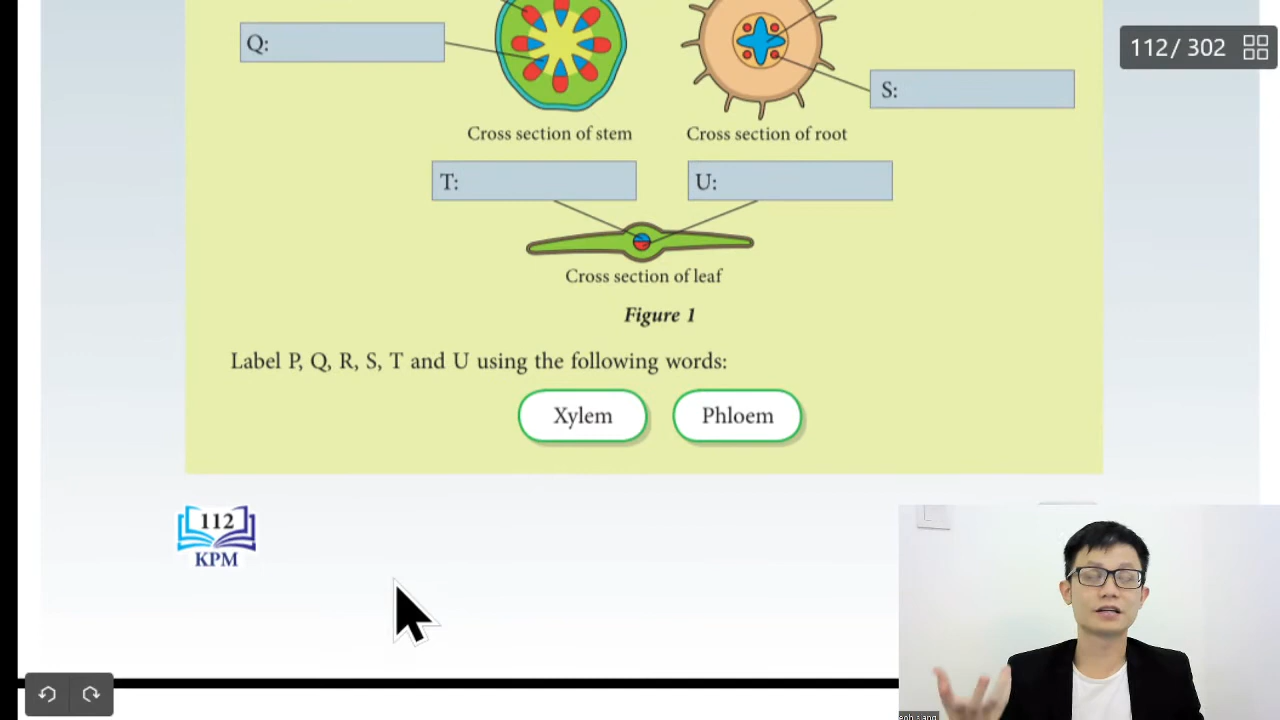 112/ 302
Q:
S:
Cross section of stem
Cross section of root
T:
U:
Cross section of leaf
Figure 1
Label P, Q, R, S, T and U using the following words:
Xylem
Phloem
112
KPM